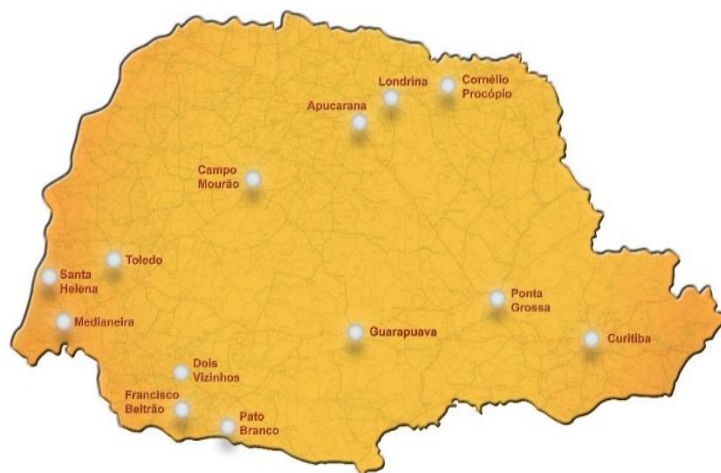 Londrina
Cornélio
Procópio
Apucarana
Campo
Mourão
Toledo
Santa
Helena
Medianeira
Ponta
Grossa
Guarapuava
Curitiba
Dois
Vizinhos
Francisco
Beltrão
Pato
Branco